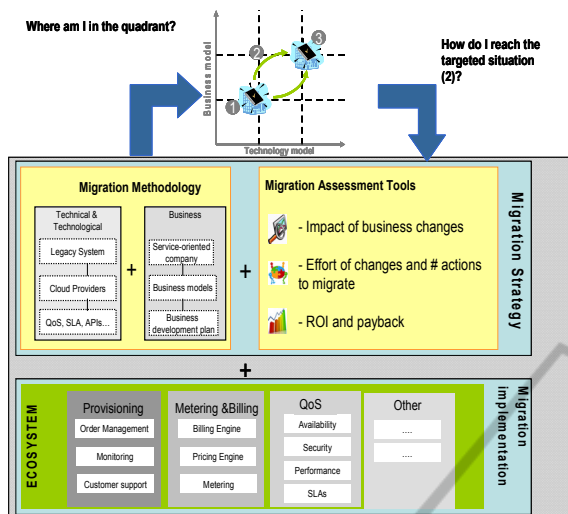 Where am I in the quadrant?
Business model
1
2
3
Technology model
How do I reach the
targeted situation
(2)?
Migration Methodology
Technical &
Technological
Legacy System
Cloud Providers
QoS, SLA, APIs...
+
Business
Service-oriented
company
Business models
Business
development plan
+
Migration Assessment Tools
- Impact of business changes
- Effort of changes and # actions
to migrate
- ROI and payback
Migration Strategy
+
ECOSYSTEM
Provisioning
Order Management
Monitoring
Customer support
Metering &Billing
Billing Engine
Pricing Engine
Metering
QoS
Availability
Security
Performance
SLAs
Other
....
....
Migration
implementation